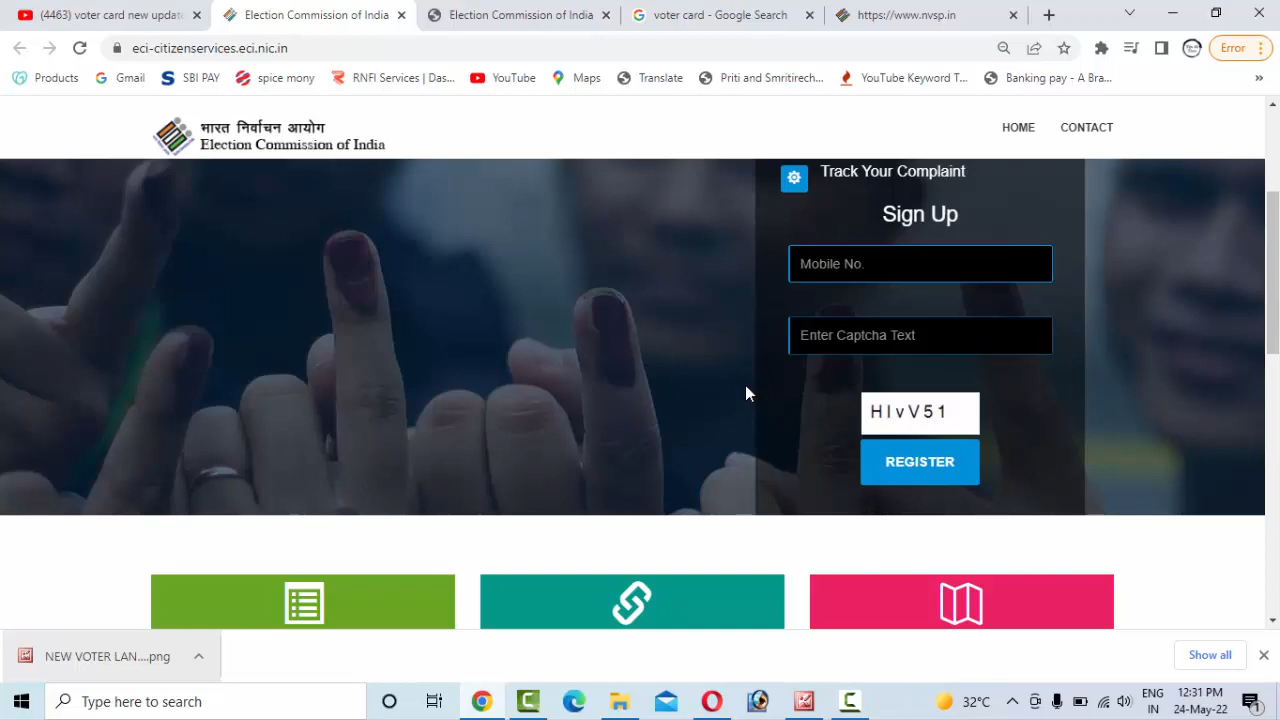 (4463) voter card new updat
Election Commission of India
Election Commission of India
voter card - Google Search
https://www.nvsp.in
eci-citizenservices.eci.nic.in
Error
Products
Gmail
SBI PAY
spice mony
RNFI Services | Das...
YouTube
Maps
Translate
Priti and Smritirech...
YouTube Keyword T...
Banking pay - A Bra...
»
भारत निर्वाचन आयोग
Election Commission of India
HOME
CONTACT
Track Your Complaint
Sign Up
Mobile No.
Enter Captcha Text
H I v V 5 1
REGISTER
NEW VOTER LAN....png
Show all
Type here to search
32°C
ENG
IN
12:31 PM
24-May-22
1